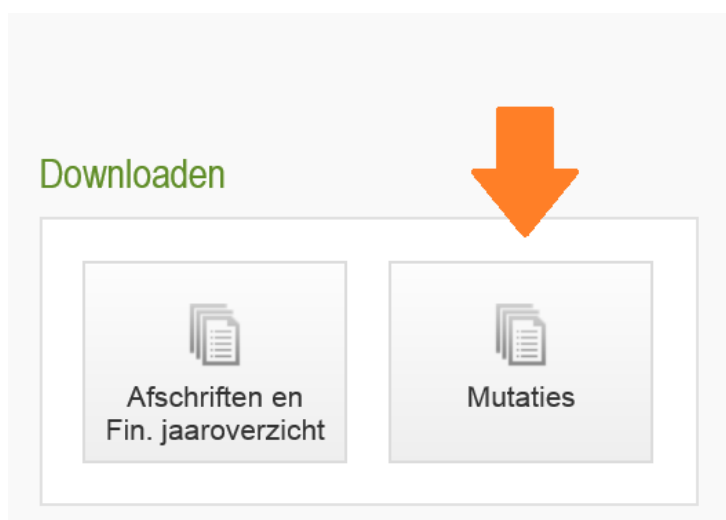 Downloaden
Afschriften en
Fin. jaaroverzicht
Mutaties